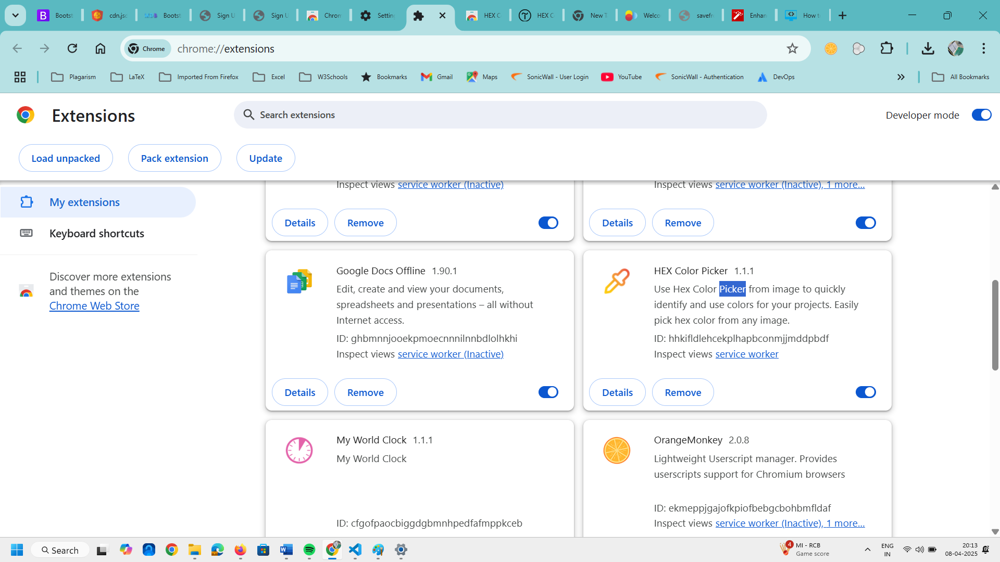 Boots
cdn.jsc
Boots
Sign U
Sign U
Chrom
Setting
HEX C
HEX C
New T
Welco
savefr
Enhan
How t
Chrome
chrome://extensions
Plagarism
LaTeX
Imported From Firefox
Excel
W3Schools
Bookmarks
Gmail
Maps
SonicWall - User Login
YouTube
SonicWall - Authentication
DevOps
All Bookmarks
Extensions
Search extensions
Developer mode
Load unpacked
Pack extension
Update
My extensions
Keyboard shortcuts
Discover more extensions
and themes on the
Chrome Web Store
Inspect views service worker (Inactive)
Details
Remove
Inspect views service worker (Inactive), 1 more...
Details
Remove
Google Docs Offline 1.90.1
Edit, create and view your documents,
spreadsheets and presentations – all without
Internet access.
ID: ghbmnnjooekpmoecnnnilnnbdlolhkhi
Inspect views service worker (Inactive)
Details
Remove
HEX Color Picker 1.1.1
Use Hex Color Picker from image to quickly
identify and use colors for your projects. Easily
pick hex color from any image.
ID: hhkifldlehcekplhapbconmjjmddpbdf
Inspect views service worker
Details
Remove
My World Clock 1.1.1
My World Clock
ID: cfgofpaocbiggdgbmnhpedfafmppkceb
OrangeMonkey 2.0.8
Lightweight Userscript manager. Provides
userscripts support for Chromium browsers
ID: ekmeppjgajofkpiofbebgcbohbmfldaf
Inspect views service worker (Inactive), 1 more...
Search
4
MI - RCB
Game score
ENG
IN
20:13
08-04-2025